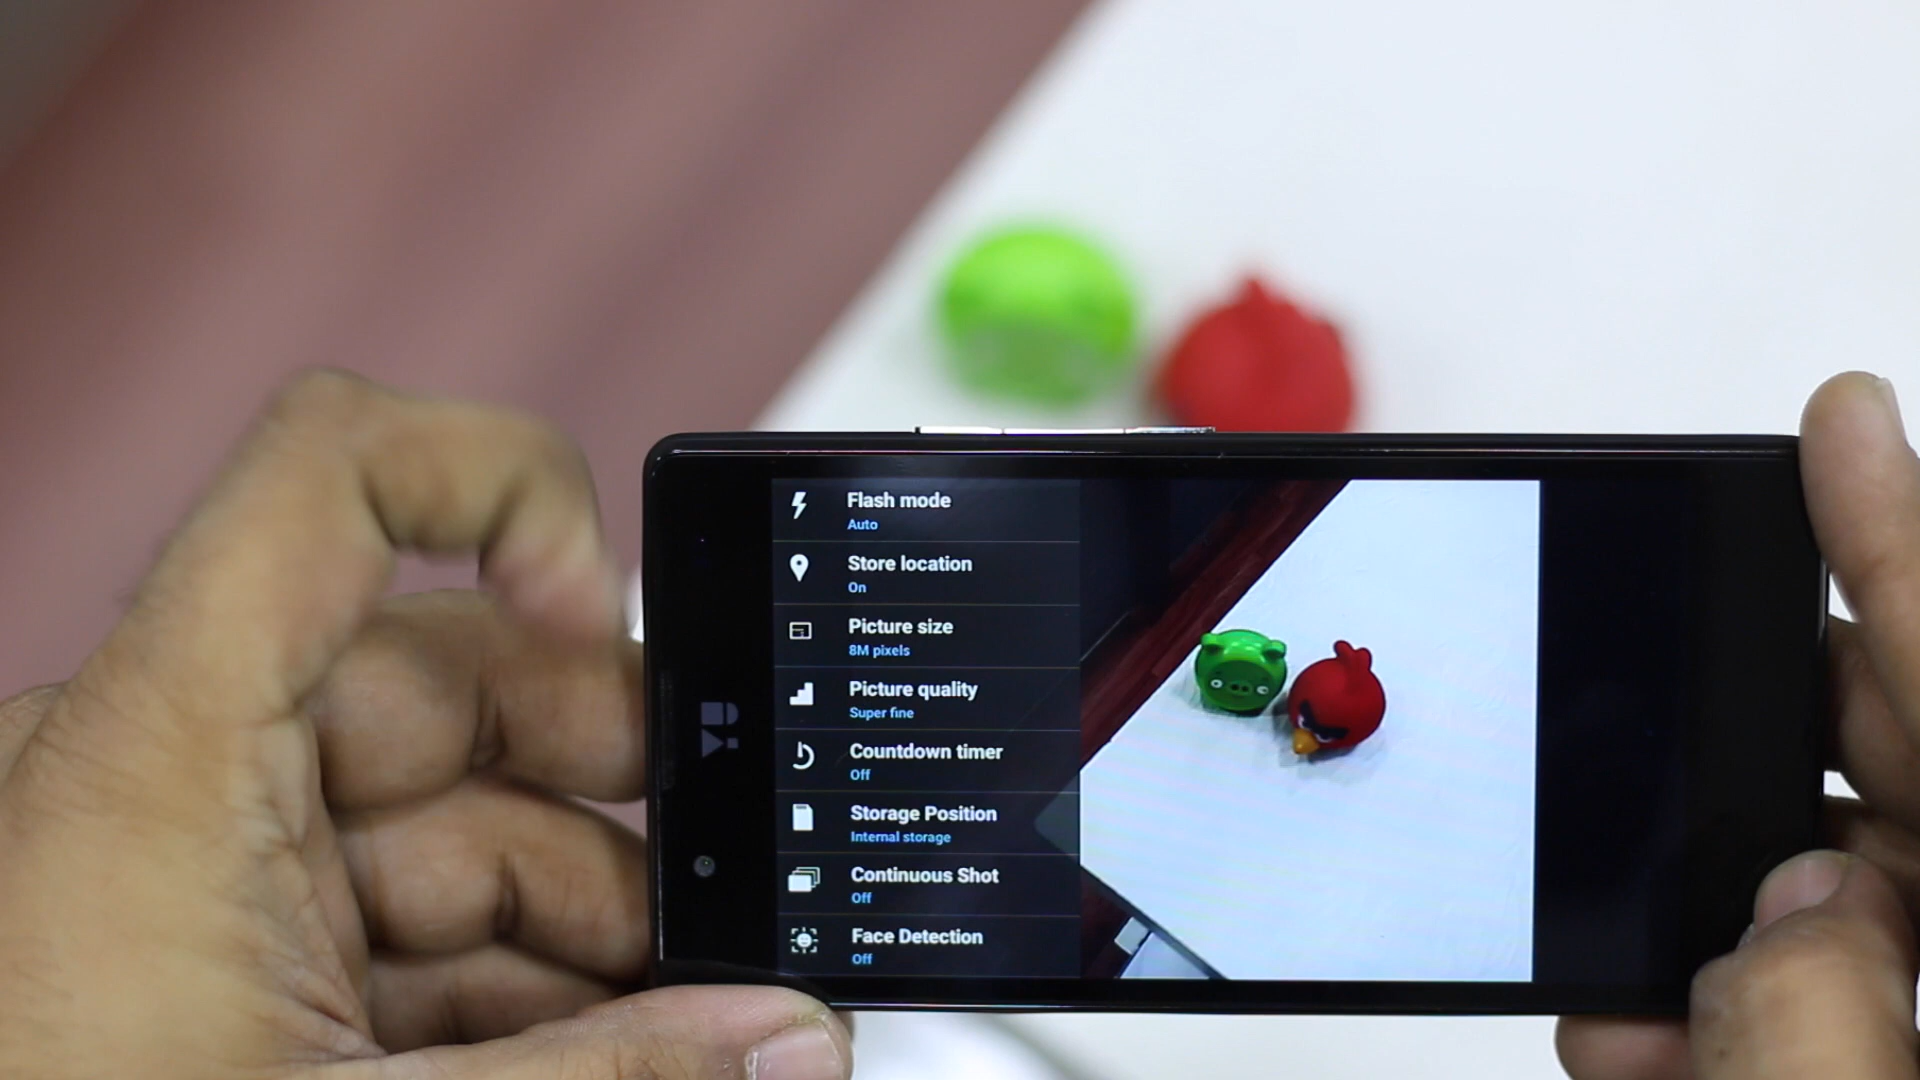 Flash mode
Auto
Store location
On
Picture size
8M pixels
Picture quality
Super fine
Countdown timer
Off
Storage Position
Internal storage
Continuous Shot
Off
Face Detection
Off